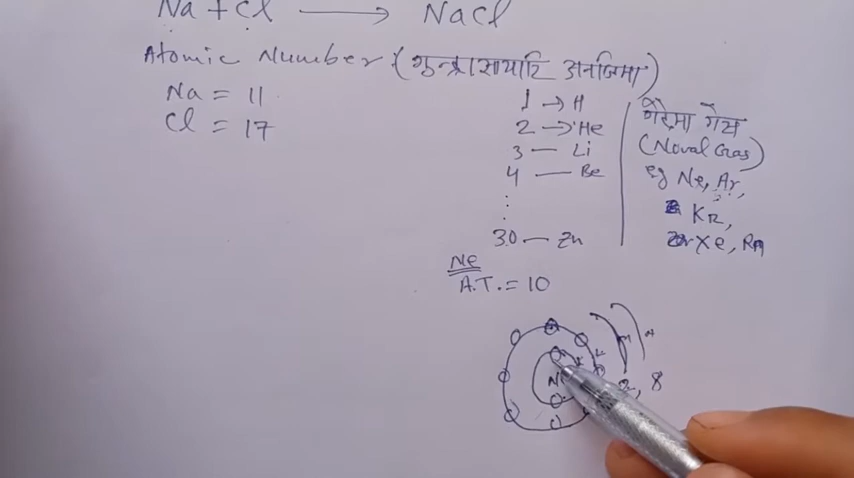 Na + Cl → NaCl
Atomic Number (
Na = 11
Cl = 17
1 → H
2 → He
3 — Li
4 — Be
30 — Zn
गेस
(Noval Gas)
eg Ne, Ar,
Kr,
Xe, Rn
Ne
A.T. = 10
N
2, 8